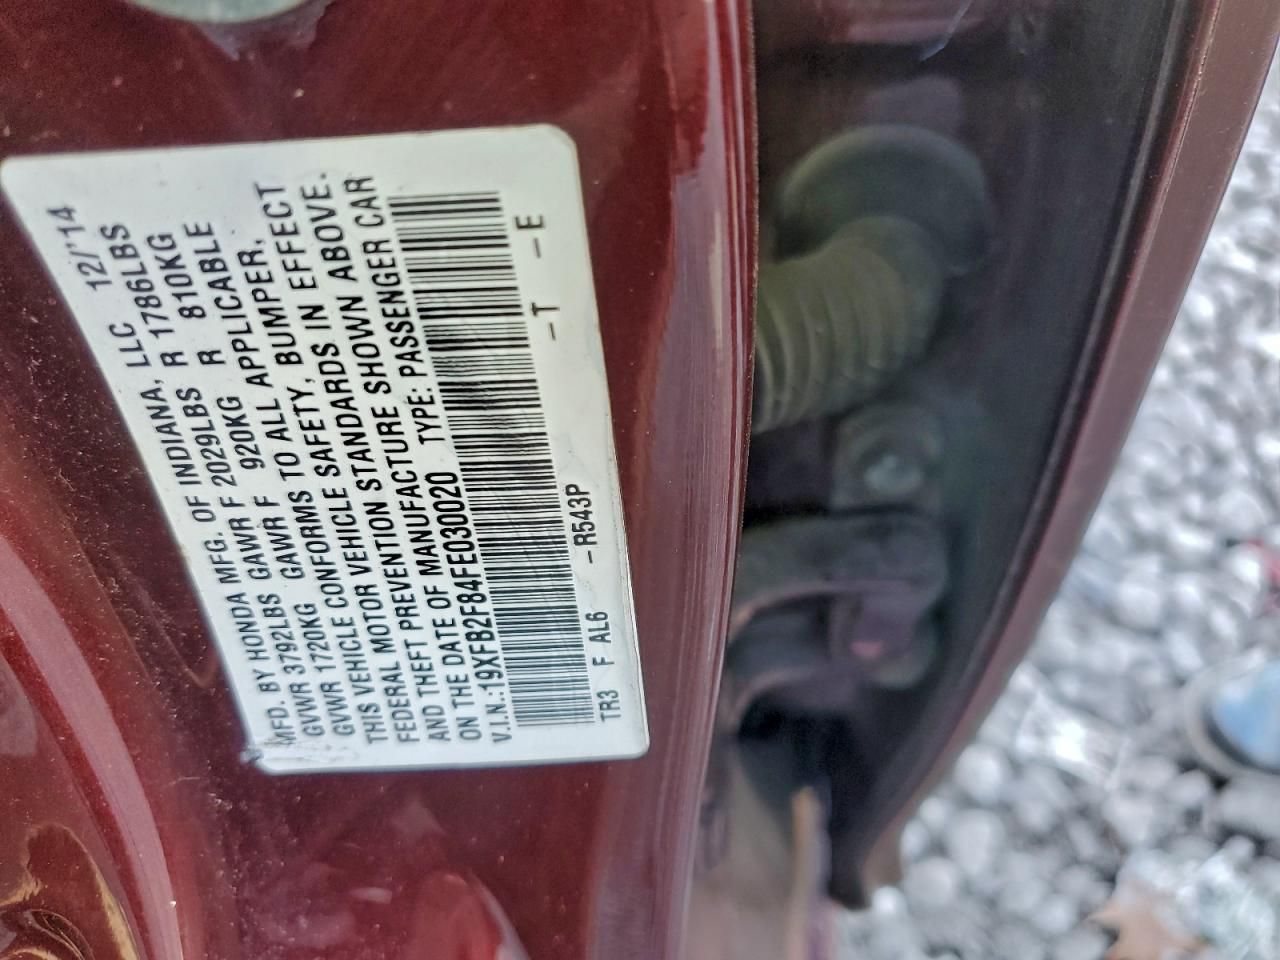 MFD. BY HONDA MFG. OF INDIANA, LLC 12/'14
GVWR 3792LBS GAWR F 2029LBS R 1786LBS
GVWR 1720KG GAWR F 920KG R 810KG
THIS VEHICLE CONFORMS TO ALL APPLICABLE
FEDERAL MOTOR VEHICLE SAFETY, BUMPER,
AND THEFT PREVENTION STANDARDS IN EFFECT
ON THE DATE OF MANUFACTURE SHOWN ABOVE.
V.I.N.:19XFB2F84FE030020 TYPE: PASSENGER CAR
TR3 F AL6 -R543P -T -E